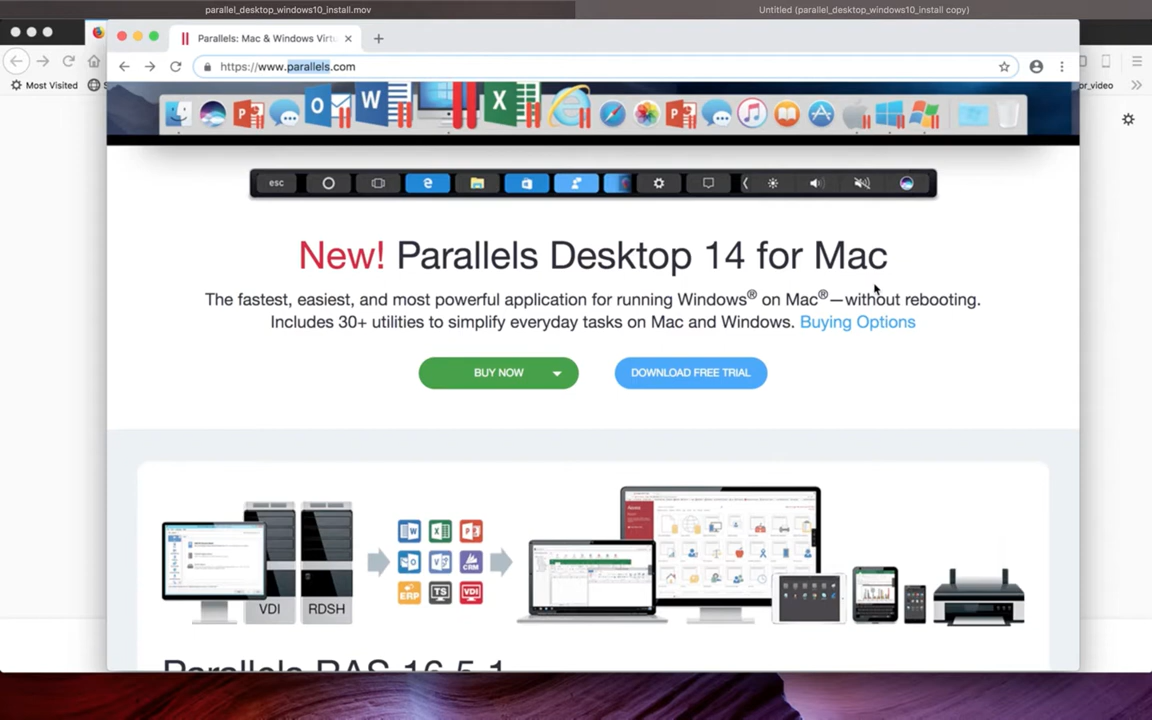 parallel_desktop_windows10_install.mov
Untitled (parallel_desktop_windows10_install copy)
Parallels: Mac & Windows Virtu
https://www.parallels.com
Most Visited
or_video
esc
New! Parallels Desktop 14 for Mac
The fastest, easiest, and most powerful application for running Windows® on Mac®—without rebooting.
Includes 30+ utilities to simplify everyday tasks on Mac and Windows. Buying Options
BUY NOW
DOWNLOAD FREE TRIAL
VDI
RDSH
CRM
ERP
TS
VDI
Parallels RAS 16.5.1